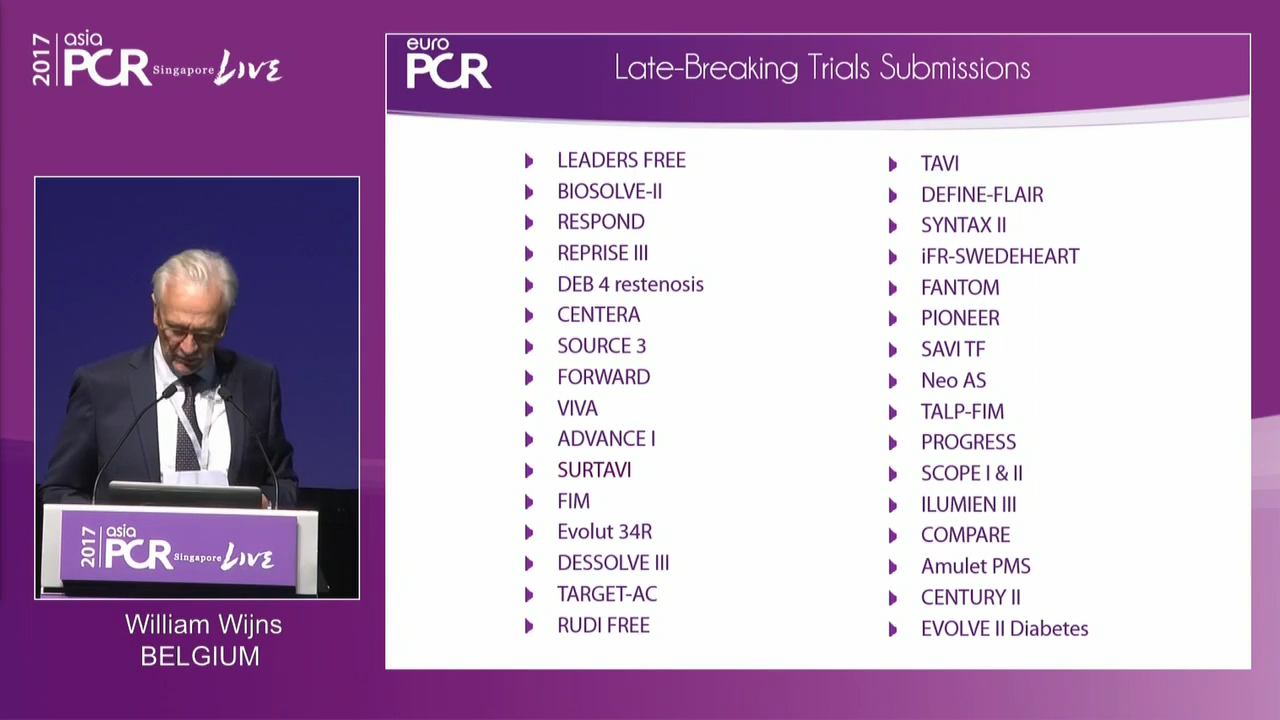 2017 asia PCR Singapore LIVE
2017 asia PCR Singapore LIVE
William Wijns
BELGIUM
euro PCR
Late-Breaking Trials Submissions
LEADERS FREE
BIOSOLVE-II
RESPOND
REPRISE III
DEB 4 restenosis
CENTERA
SOURCE 3
FORWARD
VIVA
ADVANCE I
SURTAVI
FIM
Evolut 34R
DESSOLVE III
TARGET-AC
RUDI FREE
TAVI
DEFINE-FLAIR
SYNTAX II
iFR-SWEDEHEART
FANTOM
PIONEER
SAVI TF
Neo AS
TALP-FIM
PROGRESS
SCOPE I & II
ILUMIEN III
COMPARE
Amulet PMS
CENTURY II
EVOLVE II Diabetes